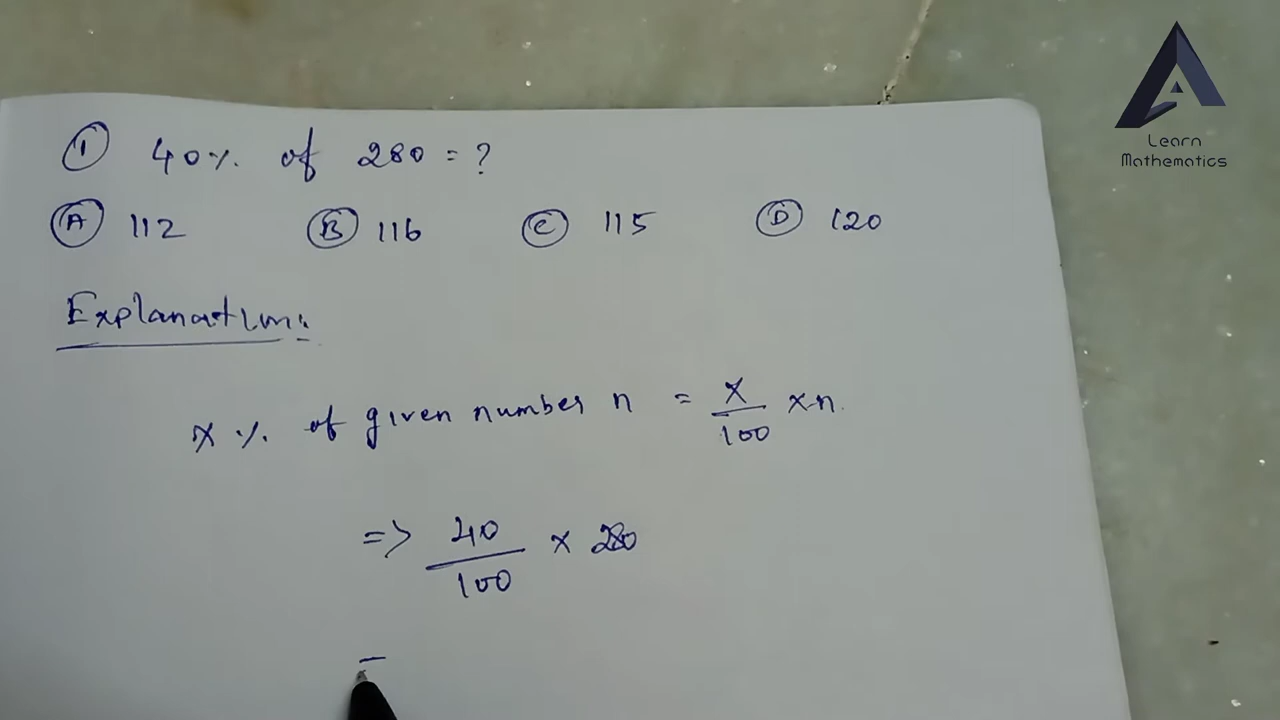 ① 40% of 280 = ?
Ⓐ 112 Ⓑ 116 Ⓒ 115 Ⓓ 120
Explanation:
x % of given number n = x/100 × n.
=> 40/100 × 280
Learn
Mathematics